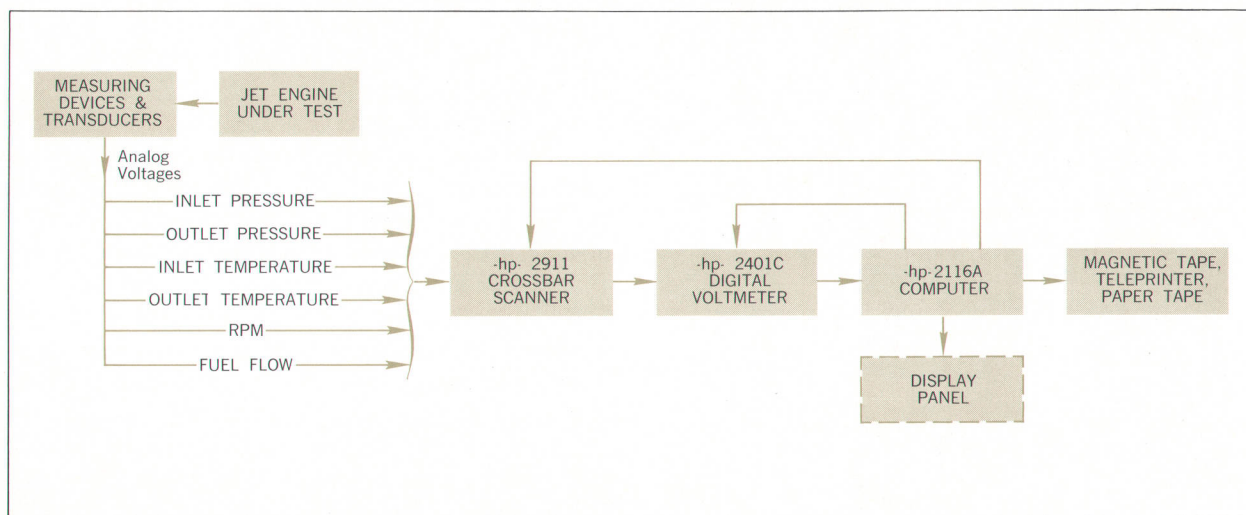 MEASURING
DEVICES &
TRANSDUCERS
JET ENGINE
UNDER TEST
Analog
Voltages
INLET PRESSURE
OUTLET PRESSURE
INLET TEMPERATURE
OUTLET TEMPERATURE
RPM
FUEL FLOW
-hp- 2911
CROSSBAR
SCANNER
-hp- 2401C
DIGITAL
VOLTMETER
-hp-2116A
COMPUTER
MAGNETIC TAPE,
TELEPRINTER,
PAPER TAPE
DISPLAY
PANEL